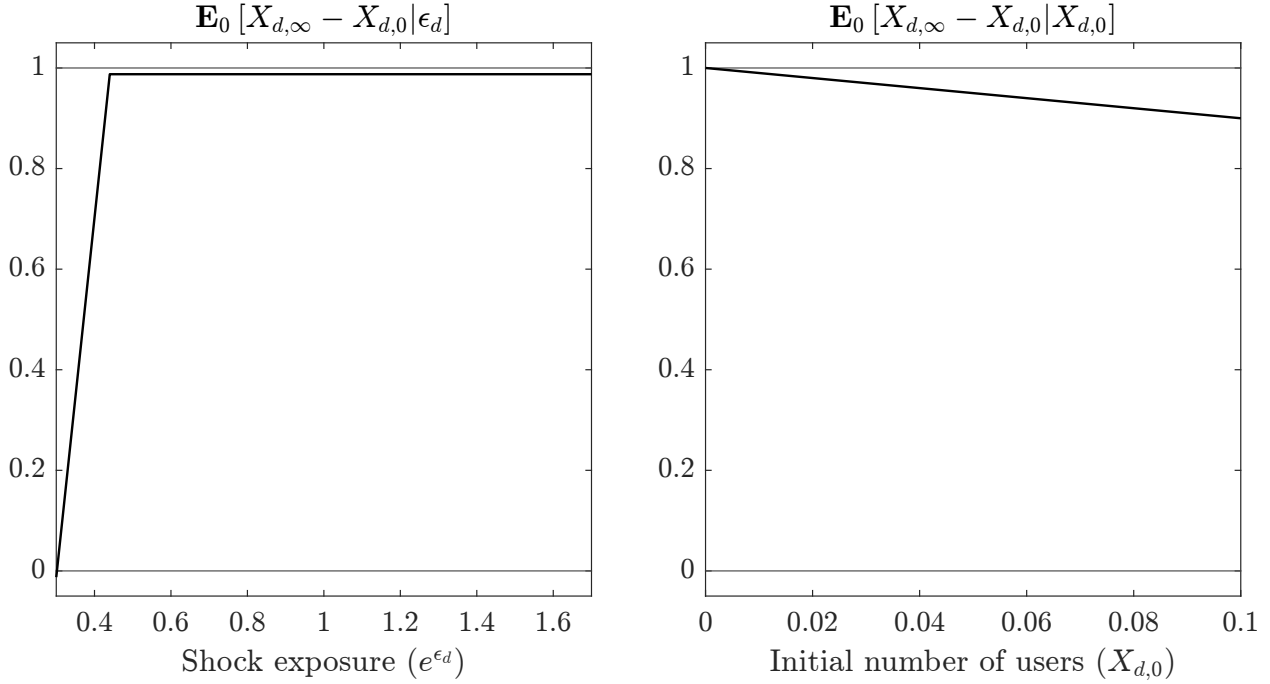 𝐄₀ [X_{d,∞} − X_{d,0}|ϵ_d]
1
0.8
0.6
0.4
0.2
0
0.4 0.6 0.8 1 1.2 1.4 1.6
Shock exposure (e^{ϵ_d})
𝐄₀ [X_{d,∞} − X_{d,0}|X_{d,0}]
1
0.8
0.6
0.4
0.2
0
0 0.02 0.04 0.06 0.08 0.1
Initial number of users (X_{d,0})